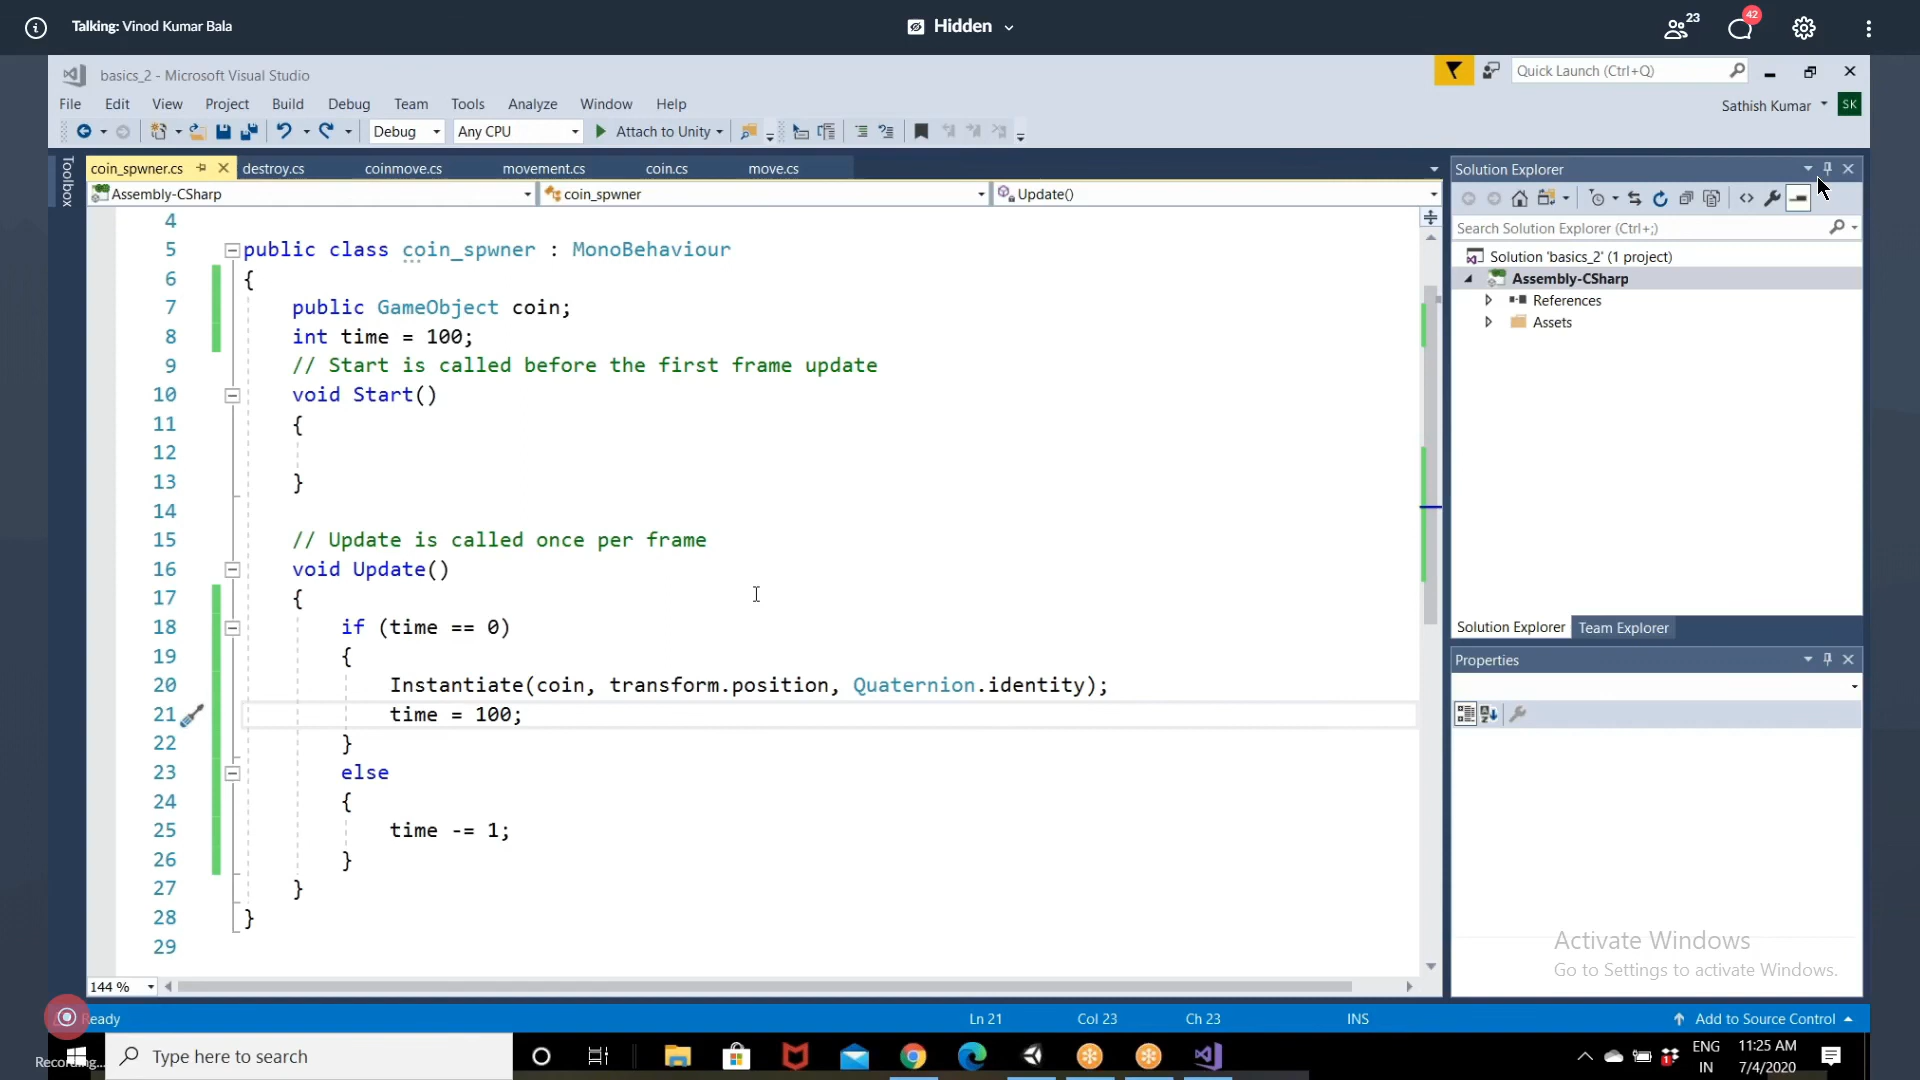 Talking: Vinod Kumar Bala
Hidden
23
42
basics_2 - Microsoft Visual Studio
Quick Launch (Ctrl+Q)
File Edit View Project Build Debug Team Tools Analyze Window Help
Sathish Kumar
SK
Debug
Any CPU
Attach to Unity
Toolbox
coin_spwner.cs
destroy.cs
coinmove.cs
movement.cs
coin.cs
move.cs
Assembly-CSharp
coin_spwner
Update()
4
5 public class coin_spwner : MonoBehaviour
6 {
7 public GameObject coin;
8 int time = 100;
9 // Start is called before the first frame update
10 void Start()
11 {
12
13 }
14
15 // Update is called once per frame
16 void Update()
17 {
18 if (time == 0)
19 {
20 Instantiate(coin, transform.position, Quaternion.identity);
21 time = 100;
22 }
23 else
24 {
25 time -= 1;
26 }
27 }
28 }
29
144 %
Solution Explorer
Search Solution Explorer (Ctrl+;)
Solution 'basics_2' (1 project)
Assembly-CSharp
References
Assets
Solution Explorer
Team Explorer
Properties
Activate Windows
Go to Settings to activate Windows.
Ready
Ln 21
Col 23
Ch 23
INS
Add to Source Control
Recording...
Type here to search
ENG
IN
11:25 AM
7/4/2020